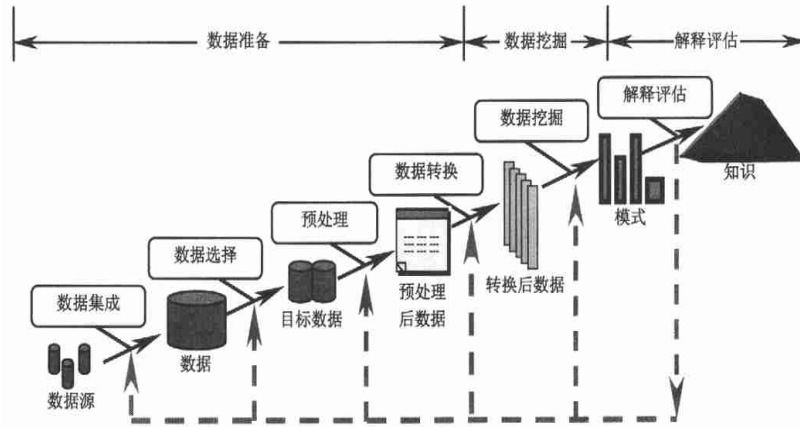 数据准备
数据挖掘
解释评估
解释评估
数据挖掘
知识
数据转换
模式
预处理
转换后数据
数据选择
预处理
后数据
目标数据
数据集成
数据
数据源